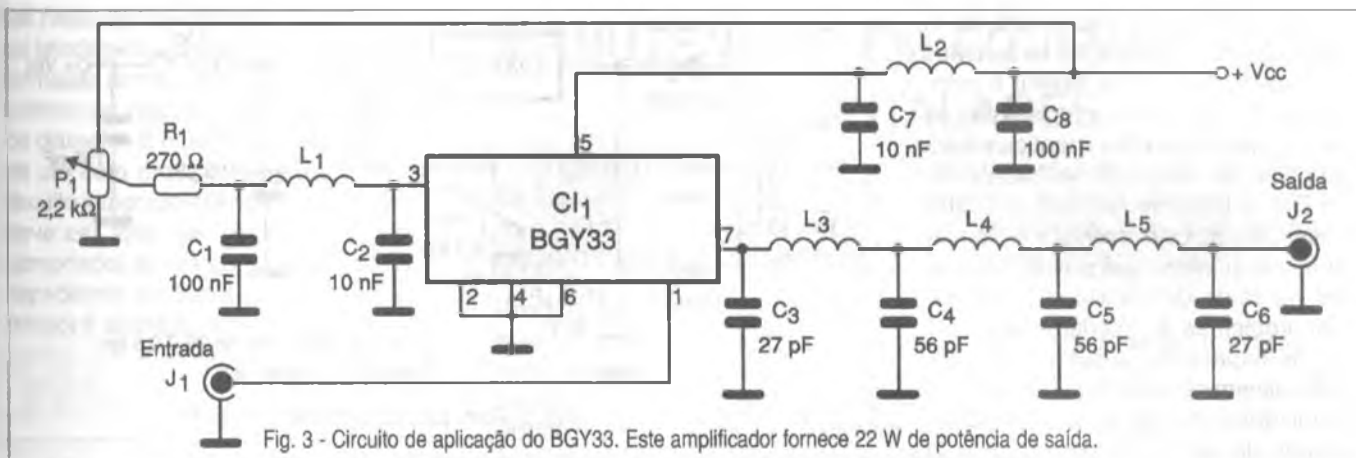 L2
+ Vcc
C7
10 nF
C8
100 nF
R1
270 Ω
P1
2,2 kΩ
L1
C1
100 nF
C2
10 nF
3
5
CI1
BGY33
7
2
4
6
1
L3
L4
L5
C3
27 pF
C4
56 pF
C5
56 pF
C6
27 pF
Saída
J2
Entrada
J1
Fig. 3 - Circuito de aplicação do BGY33. Este amplificador fornece 22 W de potência de saída.